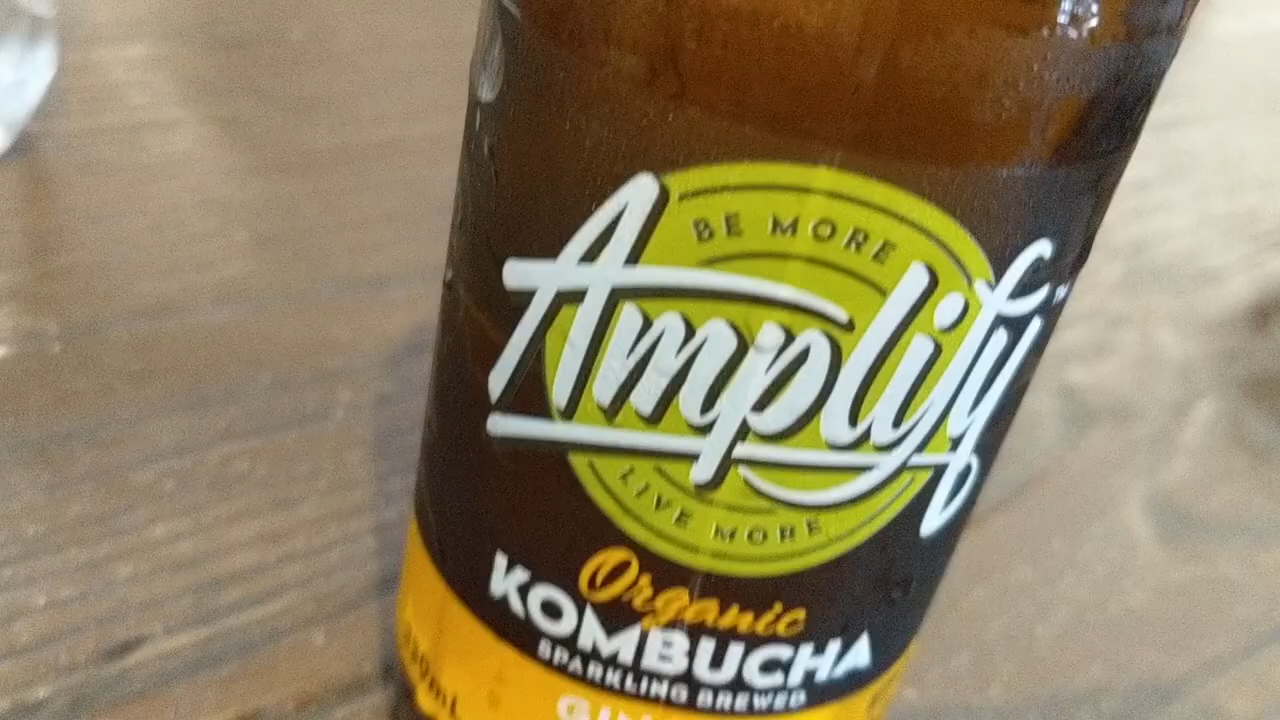 BE MORE
Amplify
LIVE MORE
Organic
KOMBUCHA
SPARKLING BREWED